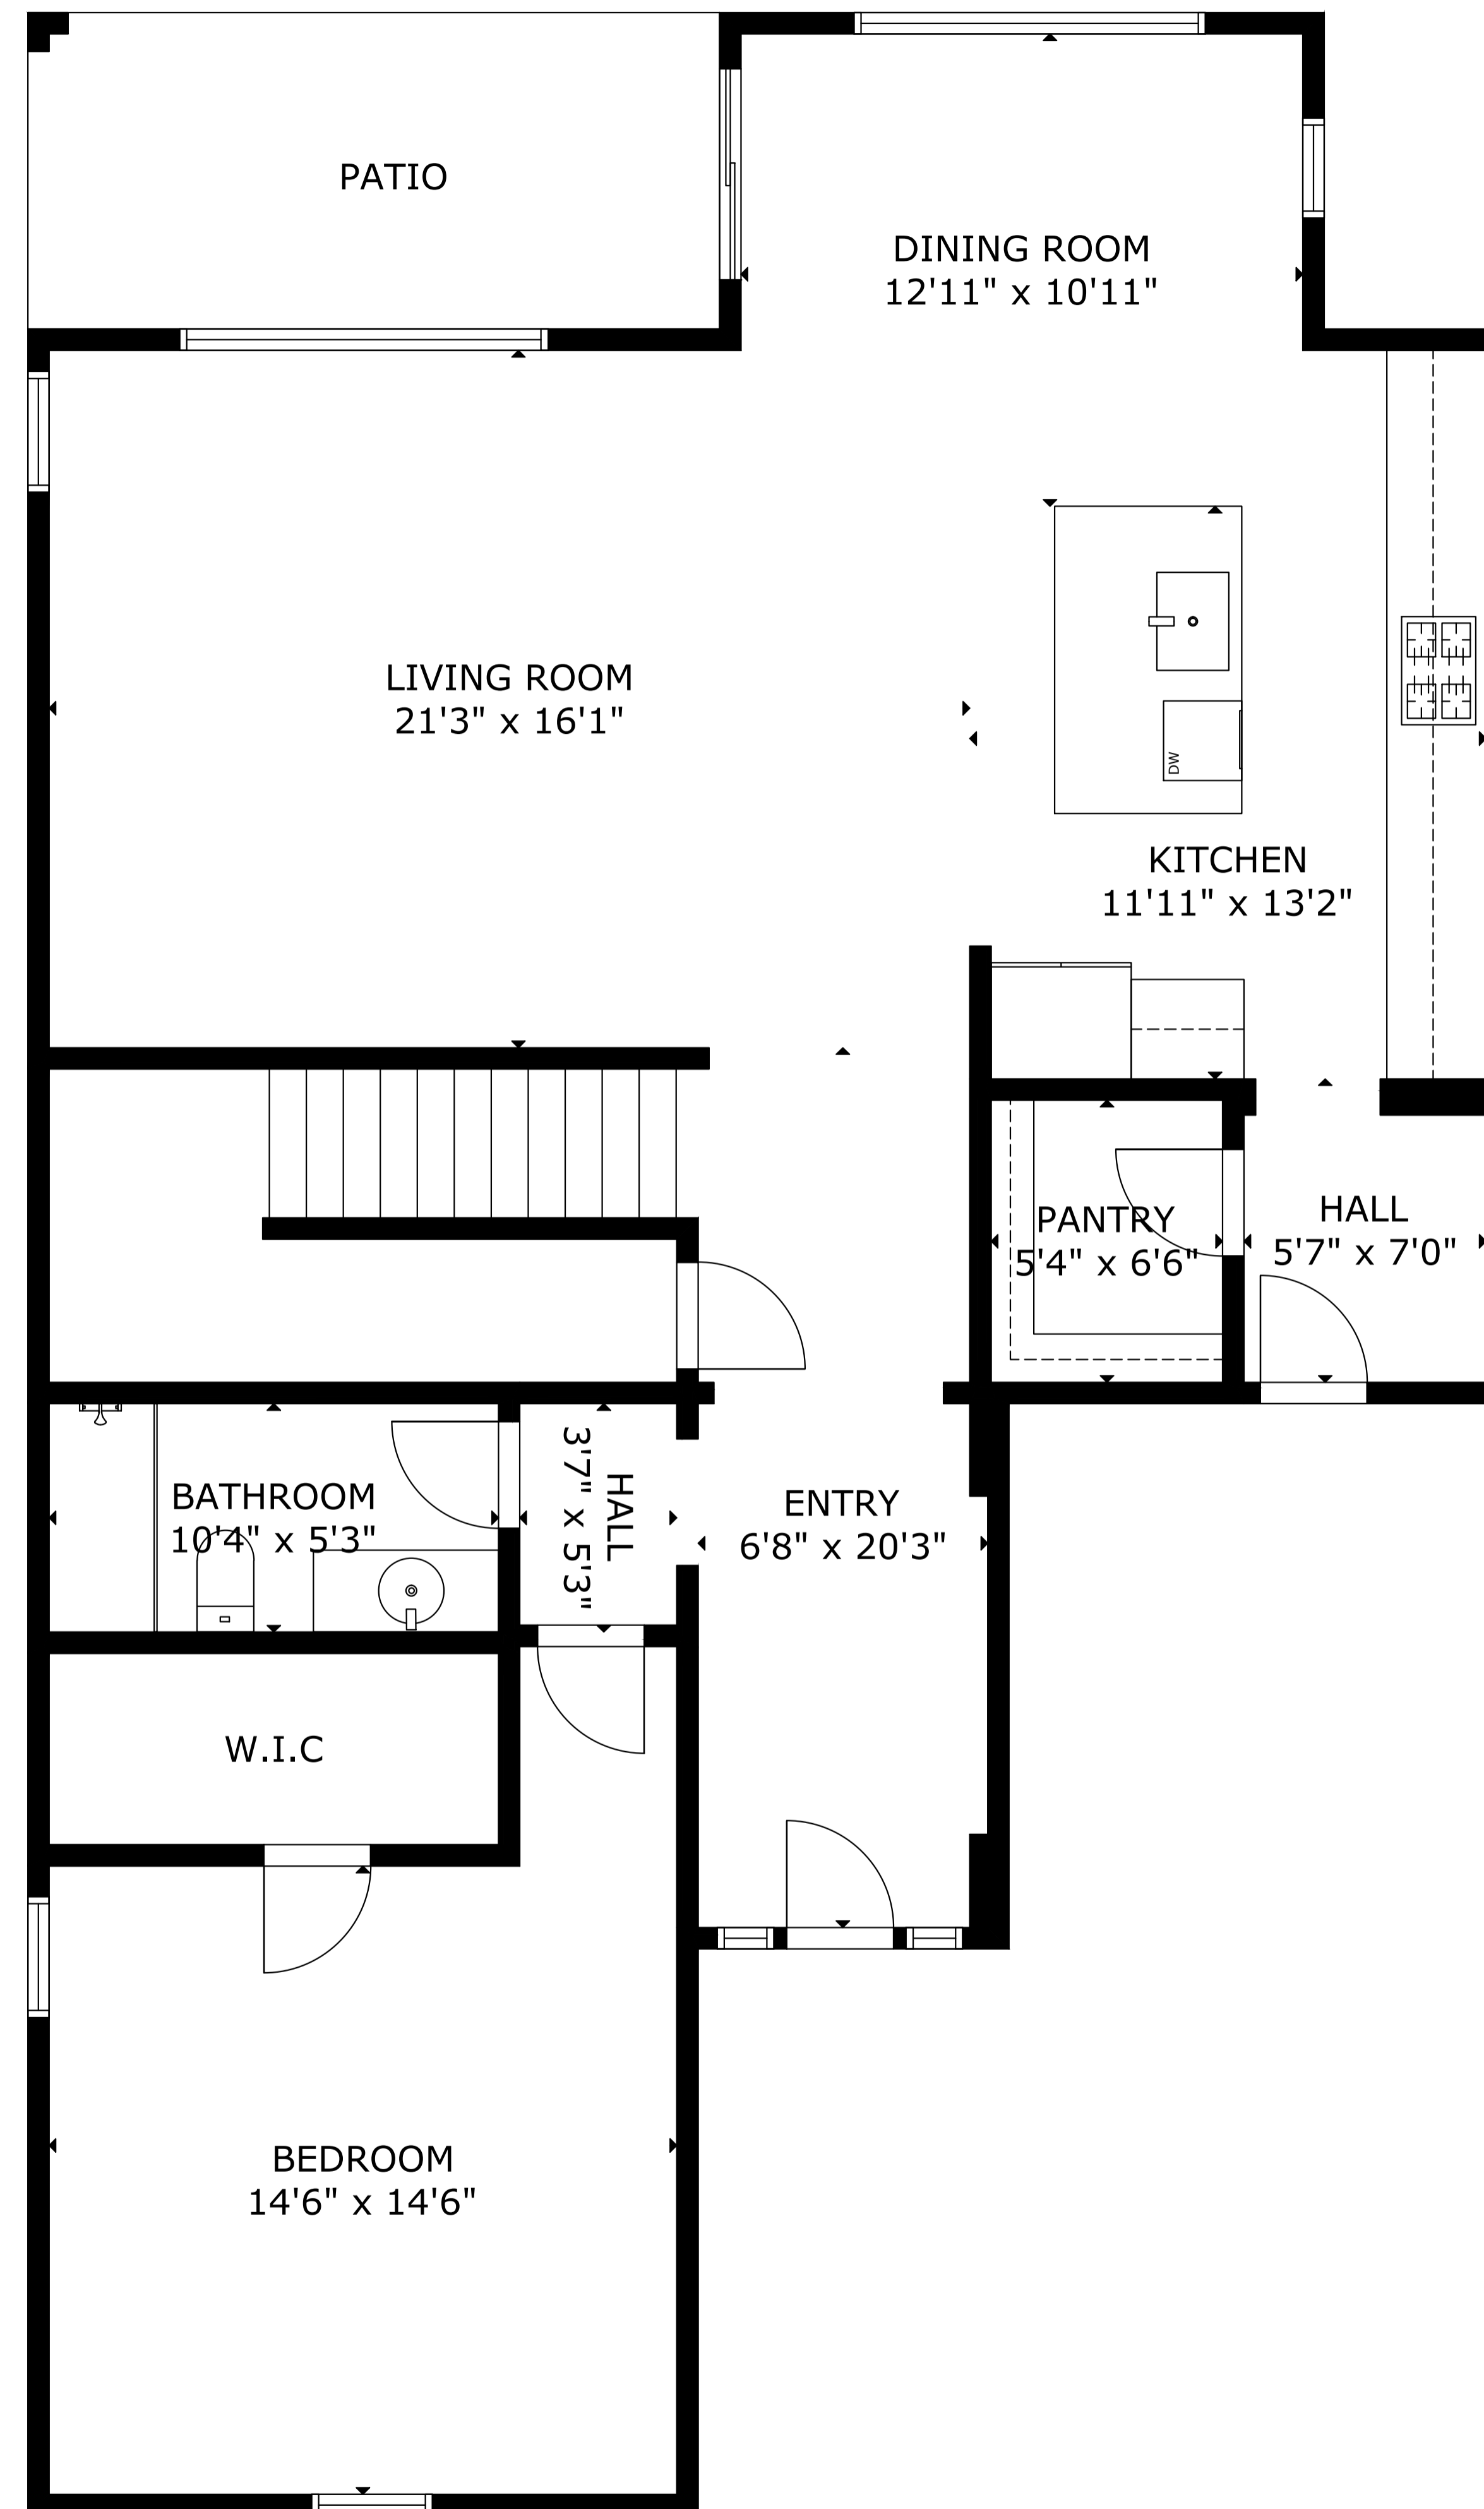 PATIO
DINING ROOM
12'11" x 10'11"
LIVING ROOM
21'3" x 16'1"
DW
KITCHEN
11'11" x 13'2"
PANTRY
5'4" x 6'6"
HALL
5'7" x 7'0"
BATHROOM
10'4" x 5'3"
HALL
3'7" x 5'3"
ENTRY
6'8" x 20'3"
W.I.C
BEDROOM
14'6" x 14'6"